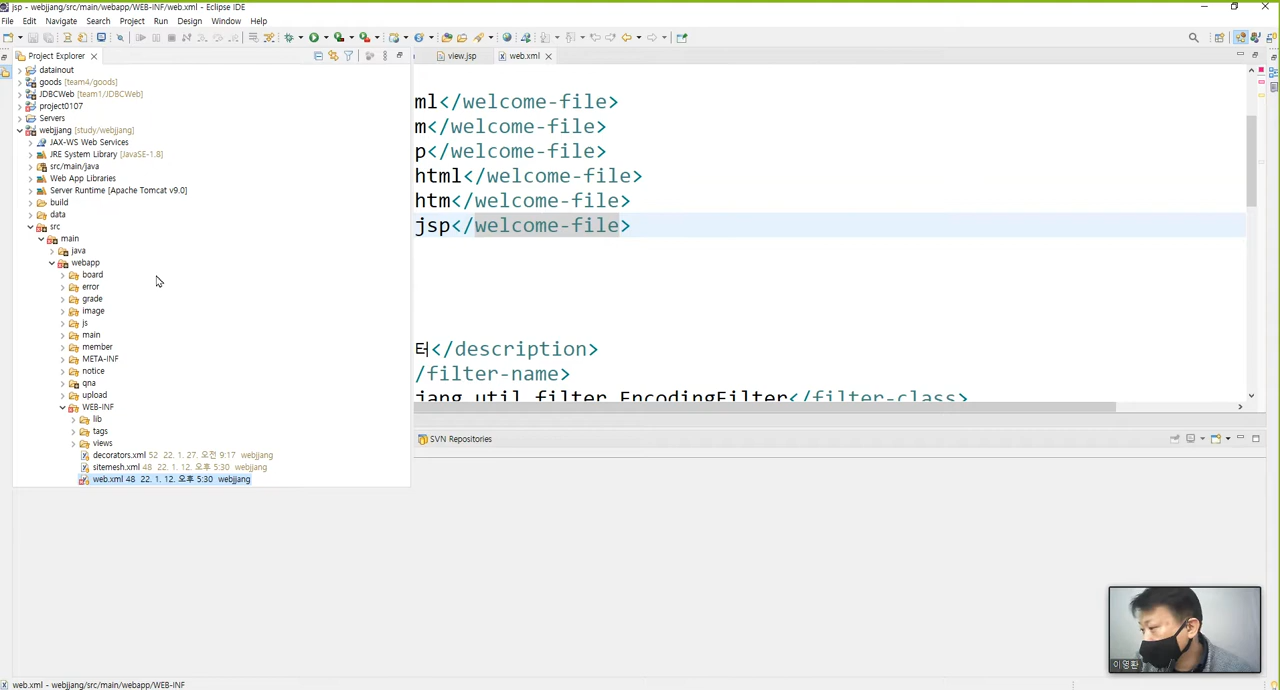 jsp - webjjang/src/main/webapp/WEB-INF/web.xml - Eclipse IDE
File Edit Navigate Search Project Run Design Window Help
Project Explorer
view.jsp
web.xml
datainout
goods [team4/goods]
JDBCWeb [team1/JDBCWeb]
project0107
Servers
webjjang [study/webjjang]
JAX-WS Web Services
JRE System Library [JavaSE-1.8]
src/main/java
Web App Libraries
Server Runtime [Apache Tomcat v9.0]
build
data
src
main
java
webapp
board
error
grade
image
js
main
member
META-INF
notice
qna
upload
WEB-INF
lib
tags
views
decorators.xml 52 22. 1. 27. 오전 9:17 webjjang
sitemesh.xml 48 22. 1. 12. 오후 5:30 webjjang
web.xml 48 22. 1. 12. 오후 5:30 webjjang
ml</welcome-file>
m</welcome-file>
p</welcome-file>
html</welcome-file>
htm</welcome-file>
jsp</welcome-file>
터</description>
/filter-name>
jang.util.filter.EncodingFilter</filter-class>
SVN Repositories
이영환
web.xml - webjjang/src/main/webapp/WEB-INF